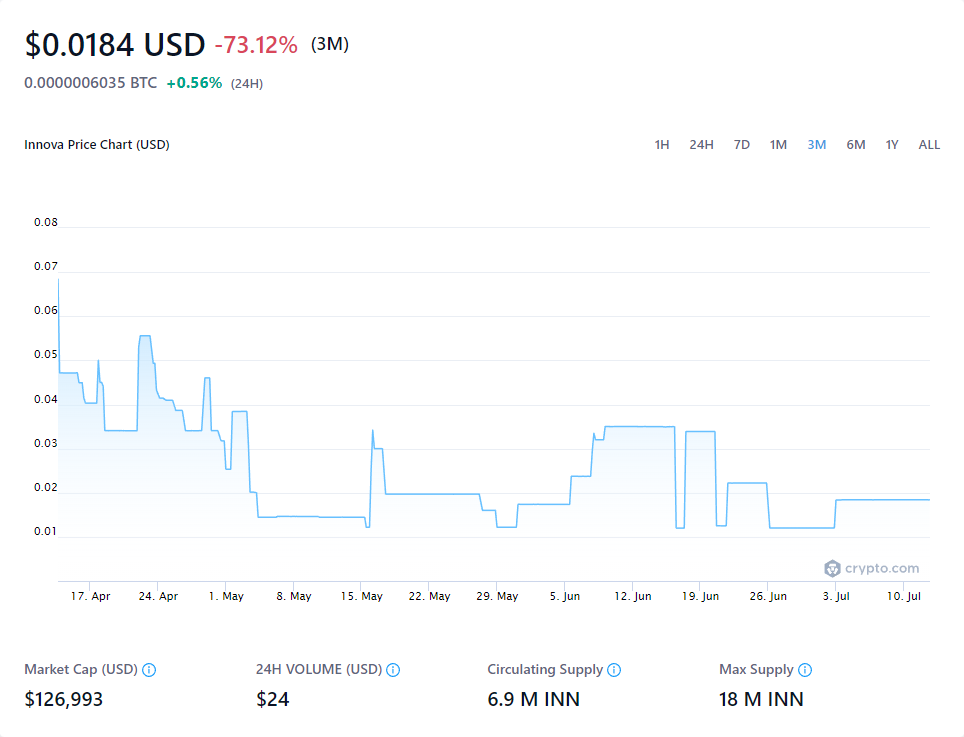 $0.0184 USD -73.12% (3M)
0.0000006035 BTC +0.56% (24H)
Innova Price Chart (USD) 1H 24H 7D 1M 3M 6M 1Y ALL
0.08
0.07
0.06
0.05
0.04
0.03
0.02
0.01
crypto.com
17. Apr 24. Apr 1. May 8. May 15. May 22. May 29. May 5. Jun 12. Jun 19. Jun 26. Jun 3. Jul 10. Jul
Market Cap (USD) 24H VOLUME (USD) Circulating Supply Max Supply
$126,993 $24 6.9 M INN 18 M INN